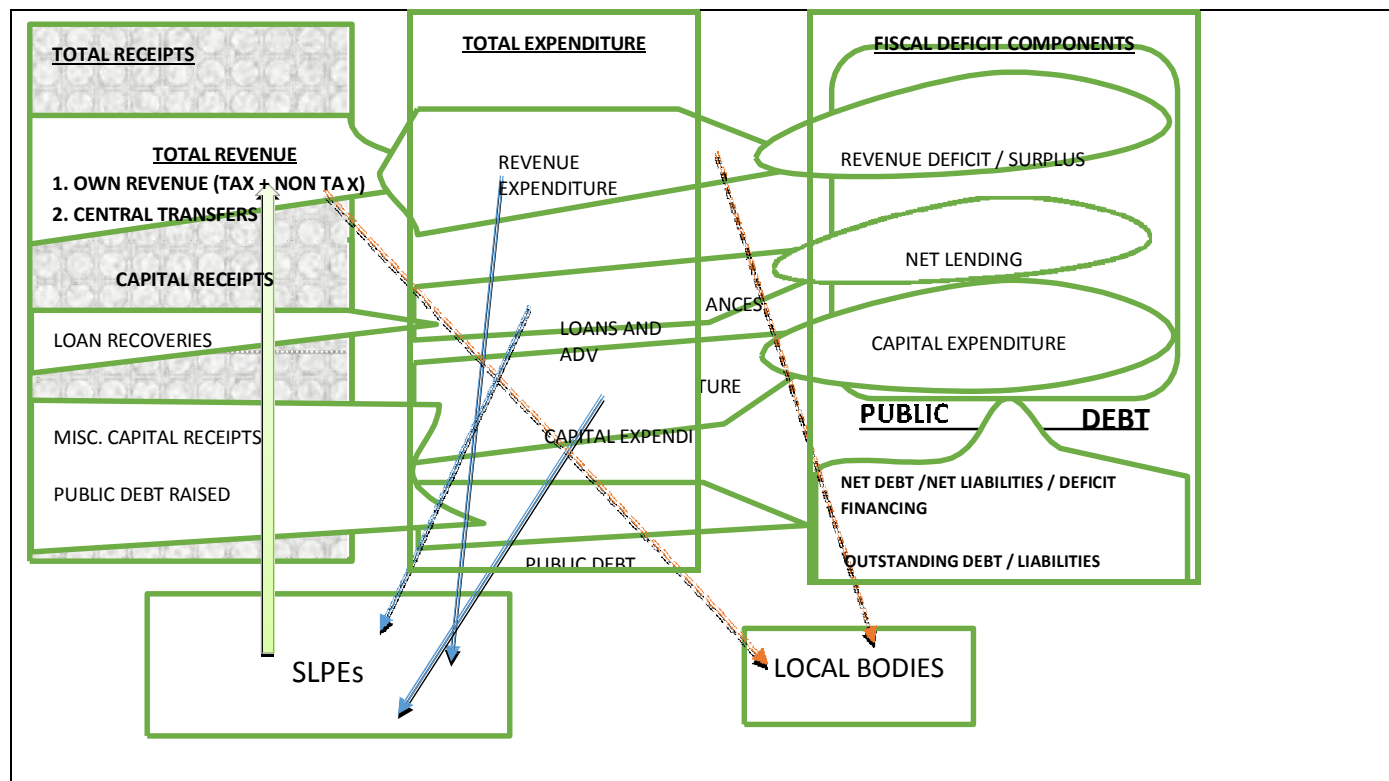 TOTAL RECEIPTS
TOTAL REVENUE
1. OWN REVENUE (TAX + NON TAX)
2. CENTRAL TRANSFERS
CAPITAL RECEIPTS
LOAN RECOVERIES
MISC. CAPITAL RECEIPTS
PUBLIC DEBT RAISED
TOTAL EXPENDITURE
REVENUE
EXPENDITURE
ANCES
LOANS AND
ADV
TURE
CAPITAL EXPENDI
PUBLIC DEBT
FISCAL DEFICIT COMPONENTS
REVENUE DEFICIT / SURPLUS
NET LENDING
CAPITAL EXPENDITURE
PUBLIC DEBT
NET DEBT /NET LIABILITIES / DEFICIT
FINANCING
OUTSTANDING DEBT / LIABILITIES
SLPEs
LOCAL BODIES